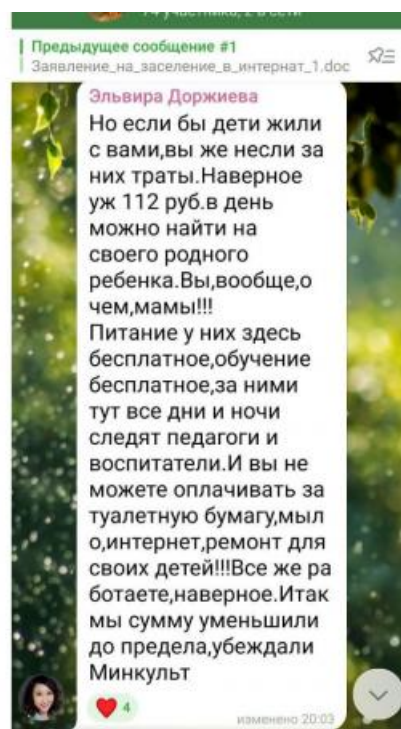 74 участника, 2 в сети
Предыдущее сообщение #1
Заявление_на_заселение_в_интернат_1.doc
Эльвира Доржиева
Но если бы дети жили
с вами,вы же несли за
них траты.Наверное
уж 112 руб.в день
можно найти на
своего родного
ребенка.Вы,вообще,о
чем,мамы!!!
Питание у них здесь
бесплатное,обучение
бесплатное,за ними
тут все дни и ночи
следят педагоги и
воспитатели.И вы не
можете оплачивать за
туалетную бумагу,мыл
о,интернет,ремонт для
своих детей!!!Все же ра
ботаете,наверное.Итак
мы сумму уменьшили
до предела,убеждали
Минкульт
4
изменено 20:03